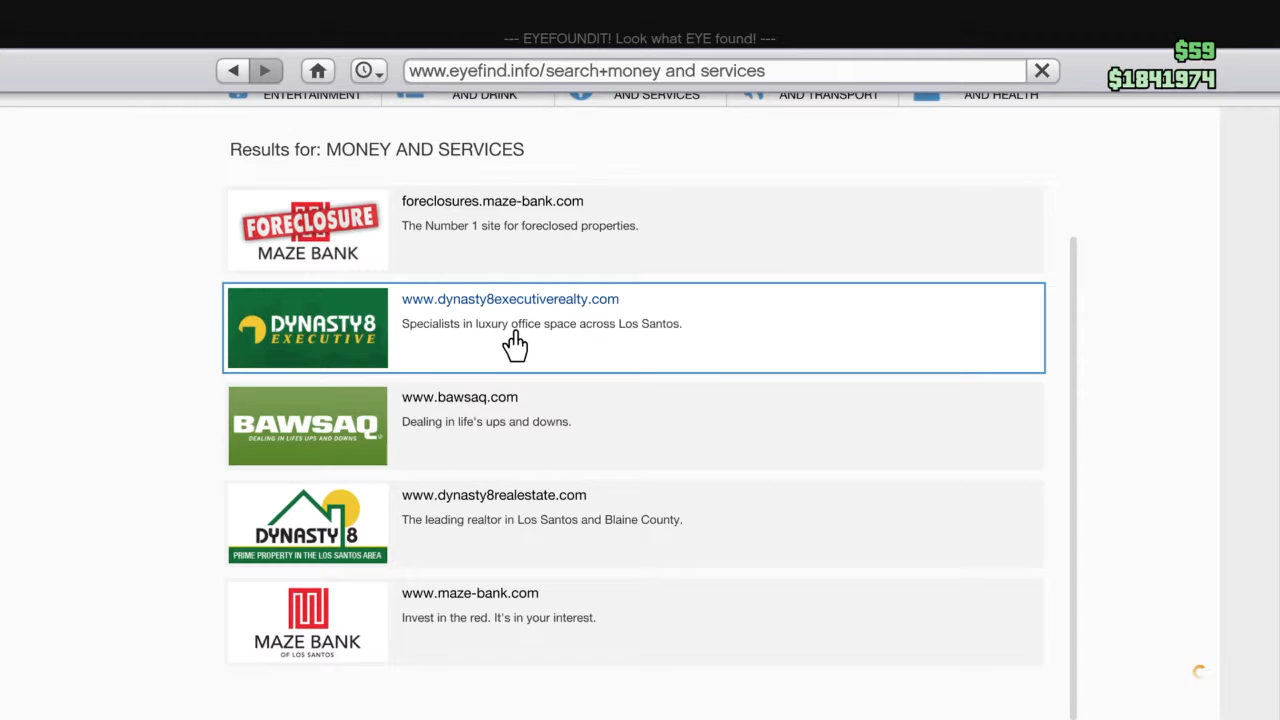 --- EYEFOUNDIT! Look what EYE found! ---
$59
www.eyefind.info/search+money and services
$1841974
ENTERTAINMENT
AND DRINK
AND SERVICES
AND TRANSPORT
AND HEALTH
Results for: MONEY AND SERVICES
FORECLOSURE
MAZE BANK
foreclosures.maze-bank.com
The Number 1 site for foreclosed properties.
DYNASTY8
EXECUTIVE
www.dynasty8executiverealty.com
Specialists in luxury office space across Los Santos.
BAWSAQ
DEALING IN LIFES UPS AND DOWNS
www.bawsaq.com
Dealing in life's ups and downs.
DYNASTY 8
PRIME PROPERTY IN THE LOS SANTOS AREA
www.dynasty8realestate.com
The leading realtor in Los Santos and Blaine County.
MAZE BANK
OF LOS SANTOS
www.maze-bank.com
Invest in the red. It's in your interest.